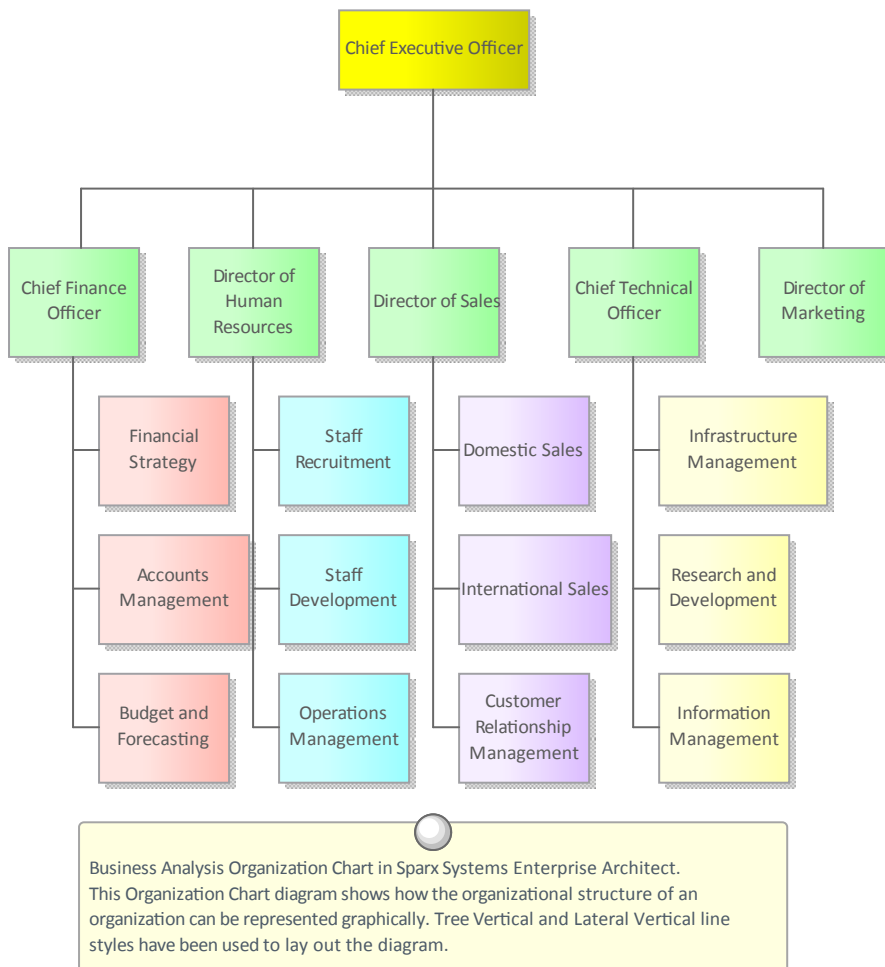 Chief Executive Officer
Chief Finance
Officer
Director of
Human
Resources
Director of Sales
Chief Technical
Officer
Director of
Marketing
Financial
Strategy
Staff
Recruitment
Domestic Sales
Infrastructure
Management
Accounts
Management
Staff
Development
International Sales
Research and
Development
Budget and
Forecasting
Operations
Management
Customer
Relationship
Management
Information
Management
Business Analysis Organization Chart in Sparx Systems Enterprise Architect.
This Organization Chart diagram shows how the organizational structure of an
organization can be represented graphically. Tree Vertical and Lateral Vertical line
styles have been used to lay out the diagram.